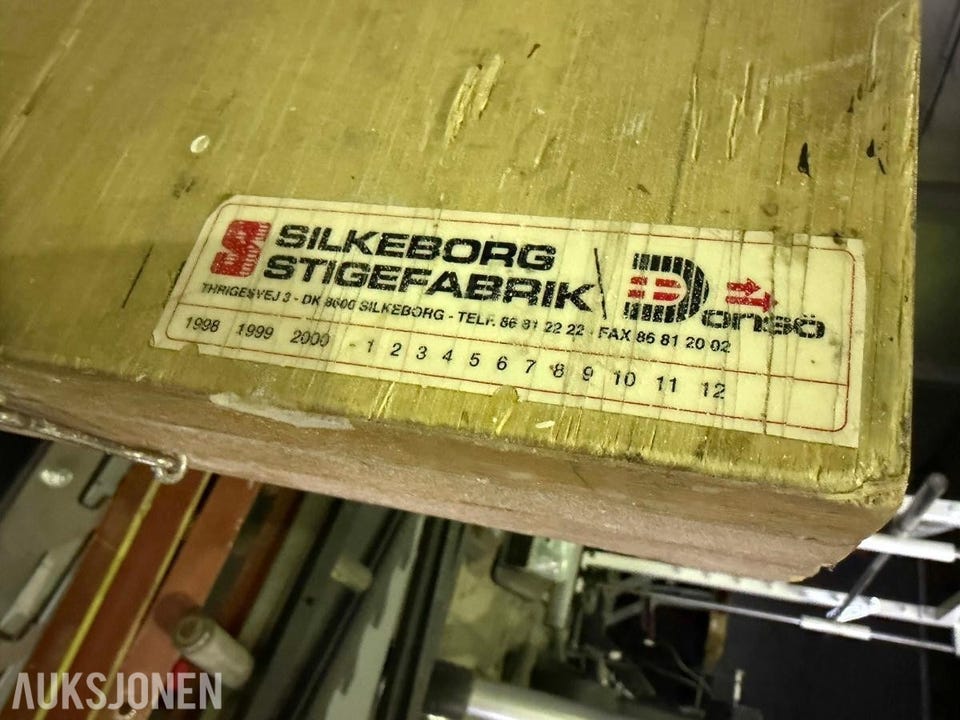 S SILKEBORG
STIGEFABRIK
Donsö
THRIGESVEJ 3 - DK 8600 SILKEBORG - TELF. 86 81 22 22 - FAX 86 81 20 02
1998 1999 2000 - 1 2 3 4 5 6 7 8 9 10 11 12
AUKSJONEN